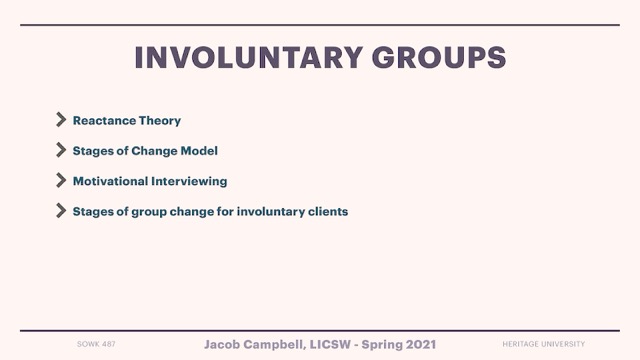 INVOLUNTARY GROUPS
Reactance Theory
Stages of Change Model
Motivational Interviewing
Stages of group change for involuntary clients
SOWK 487
Jacob Campbell, LICSW - Spring 2021
HERITAGE UNIVERSITY